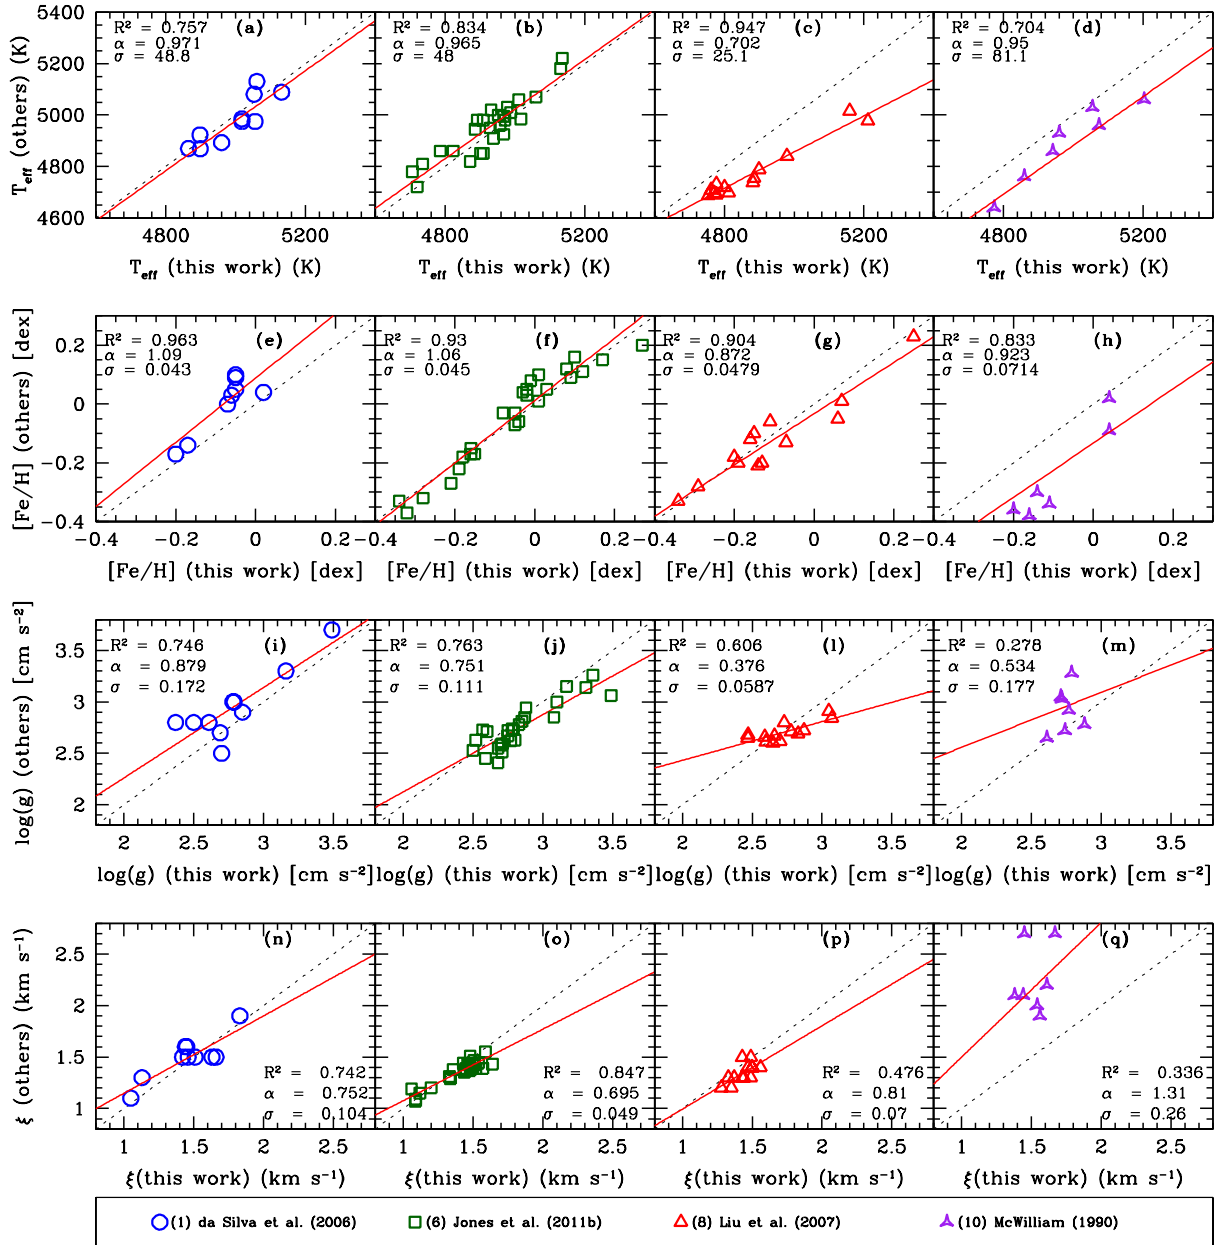 5400
5200
5000
4800
4600
T_eff (others) (K)
R² = 0.757
α = 0.971
σ = 48.8
(a)
R² = 0.834
α = 0.965
σ = 48
(b)
R² = 0.947
α = 0.702
σ = 25.1
(c)
R² = 0.704
α = 0.95
σ = 81.1
(d)
4800 5200 4800 5200 4800 5200 4800 5200
T_eff (this work) (K) T_eff (this work) (K) T_eff (this work) (K) T_eff (this work) (K)
0.2
0
−0.2
−0.4
[Fe/H] (others) [dex]
R² = 0.963
α = 1.09
σ = 0.043
(e)
R² = 0.93
α = 1.06
σ = 0.045
(f)
R² = 0.904
α = 0.872
σ = 0.0479
(g)
R² = 0.833
α = 0.923
σ = 0.0714
(h)
−0.4 −0.2 0 0.2 −0.4 −0.2 0 0.2 −0.4 −0.2 0 0.2 −0.4 −0.2 0 0.2
[Fe/H] (this work) [dex] [Fe/H] (this work) [dex] [Fe/H] (this work) [dex] [Fe/H] (this work) [dex]
3.5
3
2.5
2
log(g) (others) [cm s⁻²]
R² = 0.746
α = 0.879
σ = 0.172
(i)
R² = 0.763
α = 0.751
σ = 0.111
(j)
R² = 0.606
α = 0.376
σ = 0.0587
(l)
R² = 0.278
α = 0.534
σ = 0.177
(m)
2 2.5 3 3.5 2 2.5 3 3.5 2 2.5 3 3.5 2 2.5 3 3.5
log(g) (this work) [cm s⁻²] log(g) (this work) [cm s⁻²] log(g) (this work) [cm s⁻²] log(g) (this work) [cm s⁻²]
2.5
2
1.5
1
ξ (others) (km s⁻¹)
(n)
R² = 0.742
α = 0.752
σ = 0.104
(o)
R² = 0.847
α = 0.695
σ = 0.049
(p)
R² = 0.476
α = 0.81
σ = 0.07
(q)
R² = 0.336
α = 1.31
σ = 0.26
1 1.5 2 2.5 1 1.5 2 2.5 1 1.5 2 2.5 1 1.5 2 2.5
ξ(this work) (km s⁻¹) ξ(this work) (km s⁻¹) ξ(this work) (km s⁻¹) ξ(this work) (km s⁻¹)
(1) da Silva et al. (2006) (6) Jones et al. (2011b) (8) Liu et al. (2007) (10) McWilliam (1990)